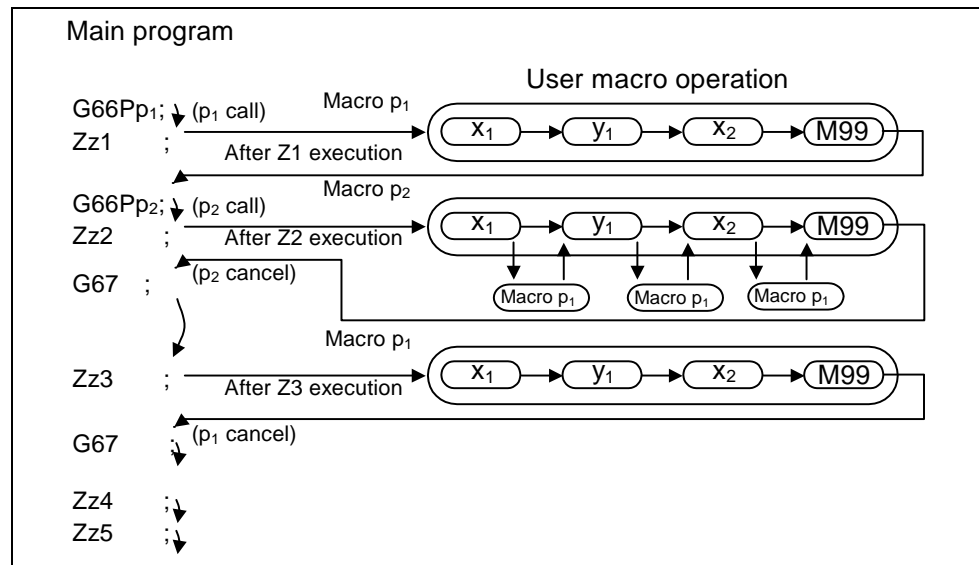 Main program
User macro operation
G66Pp₁; (p₁ call) Macro p₁
x₁ y₁ x₂ M99
Zz1 ;
After Z1 execution
Macro p₂
G66Pp₂; (p₂ call)
x₁ y₁ x₂ M99
Zz2 ; After Z2 execution
(p₂ cancel)
G67 ;
Macro p₁ Macro p₁ Macro p₁
Macro p₁
x₁ y₁ x₂ M99
Zz3 ; After Z3 execution
(p₁ cancel)
G67 ;
Zz4 ;
Zz5 ;